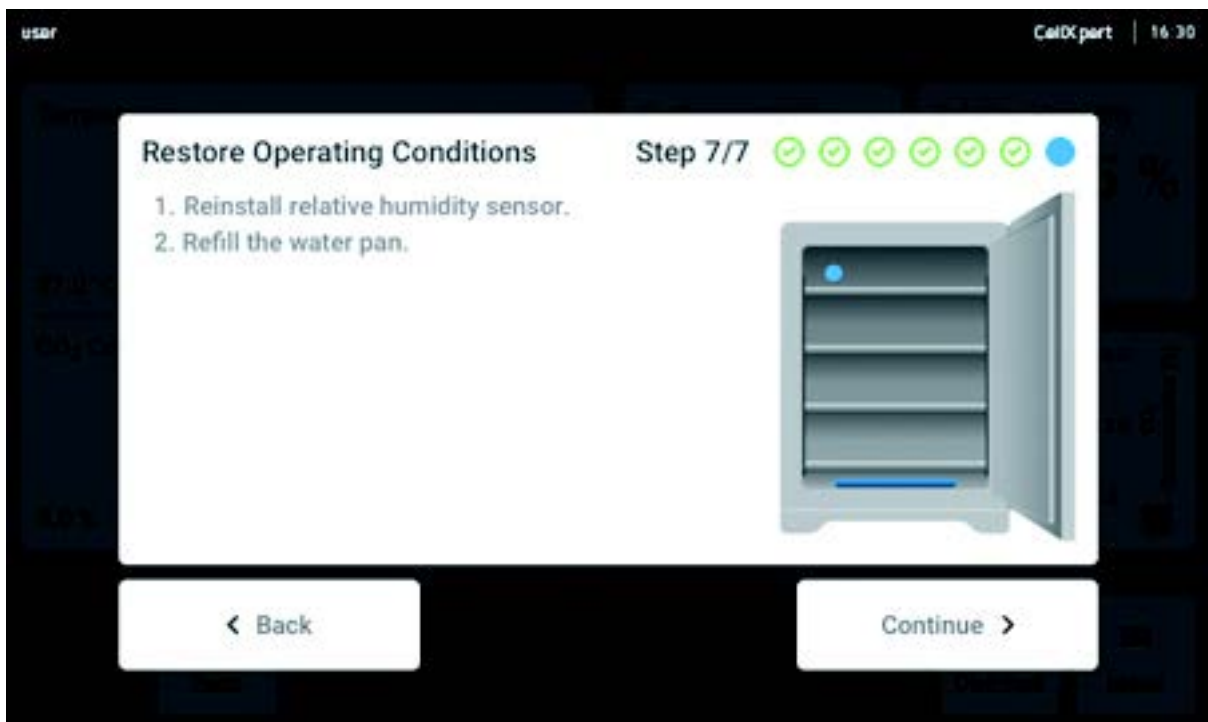 user
CellXpert | 16:30
Restore Operating Conditions
Step 7/7
1. Reinstall relative humidity sensor.
2. Refill the water pan.
Back
Continue